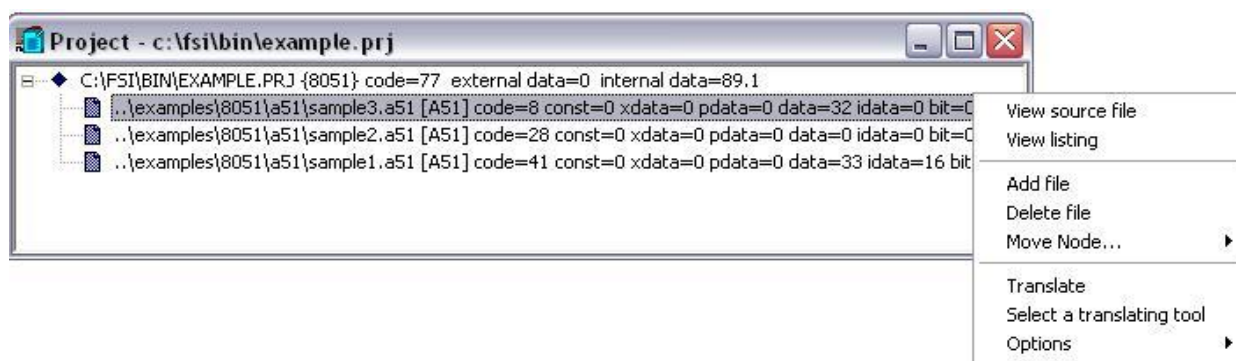 Project - c:\fsi\bin\example.prj
C:\FSI\BIN\EXAMPLE.PRJ {8051} code=77 external data=0 internal data=89.1
..\examples\8051\a51\sample3.a51 [A51] code=8 const=0 xdata=0 pdata=0 data=32 idata=0 bit=0
..\examples\8051\a51\sample2.a51 [A51] code=28 const=0 xdata=0 pdata=0 data=0 idata=0 bit=0
..\examples\8051\a51\sample1.a51 [A51] code=41 const=0 xdata=0 pdata=0 data=33 idata=16 bit
View source file
View listing
Add file
Delete file
Move Node...
Translate
Select a translating tool
Options